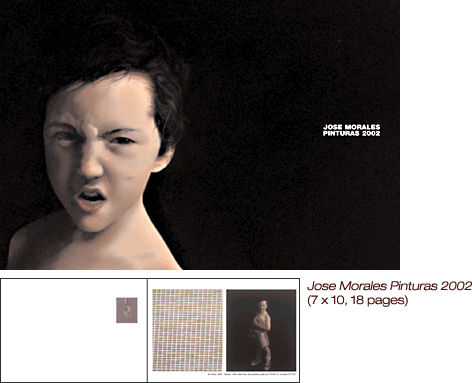 JOSE MORALES
PINTURAS 2002
Jose Morales Pinturas 2002
(7 x 10, 18 pages)